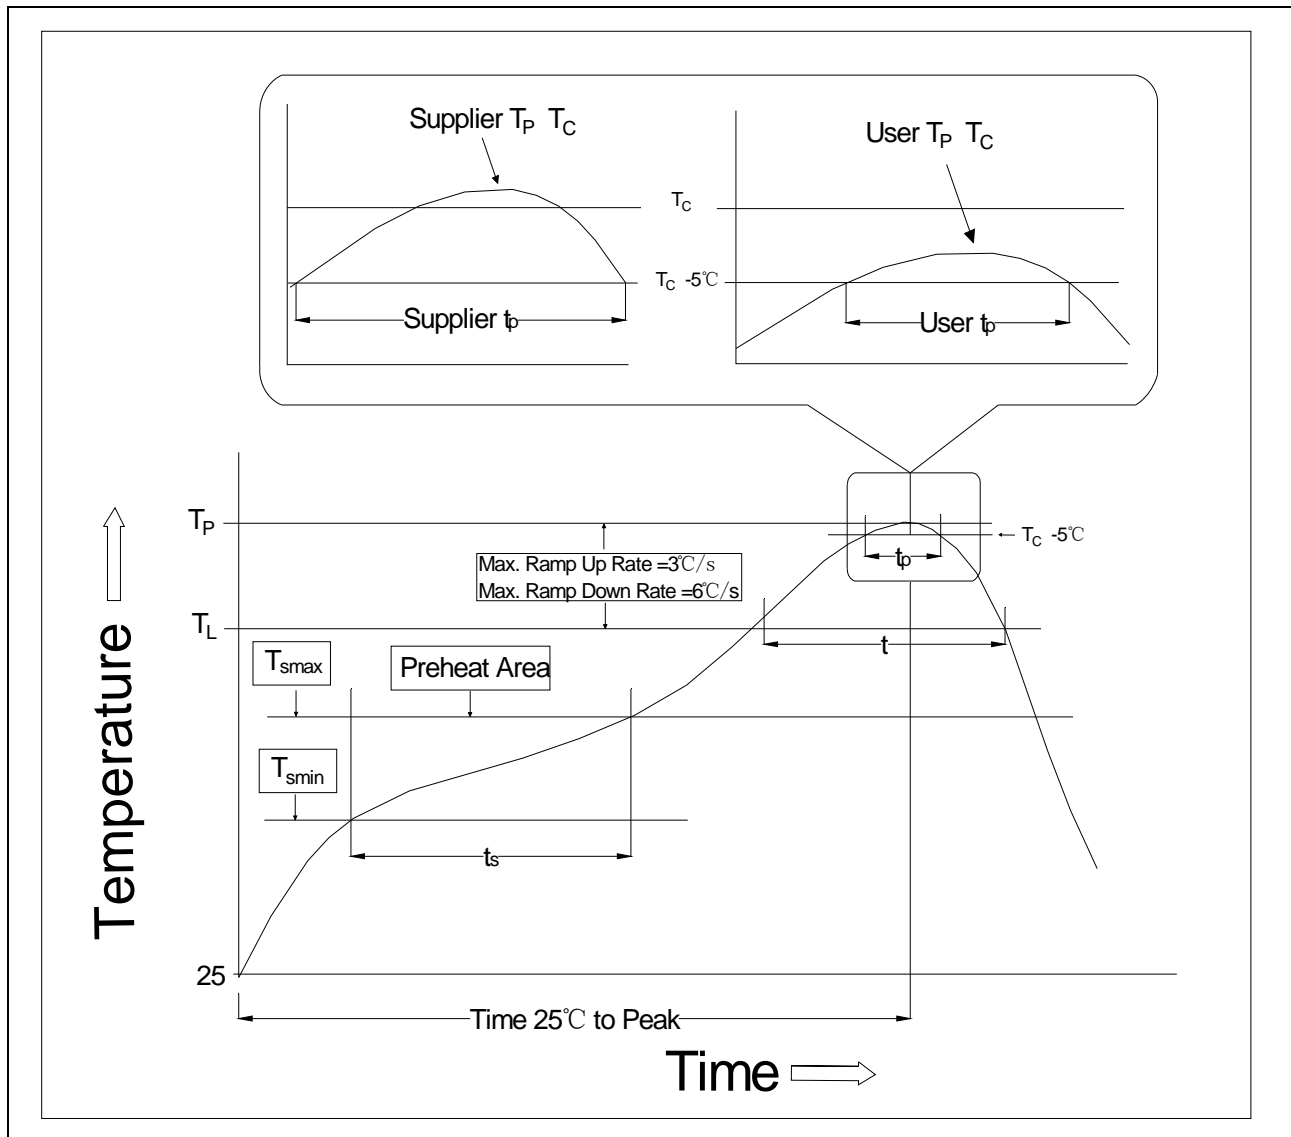 Supplier TP TC
User TP TC
TC
TC -5℃
Supplier tp
User tp
TP
TC -5℃
tp
Max. Ramp Up Rate =3℃/s
Max. Ramp Down Rate =6℃/s
TL
t
Tsmax
Preheat Area
Tsmin
ts
Temperature
25
Time 25℃ to Peak
Time